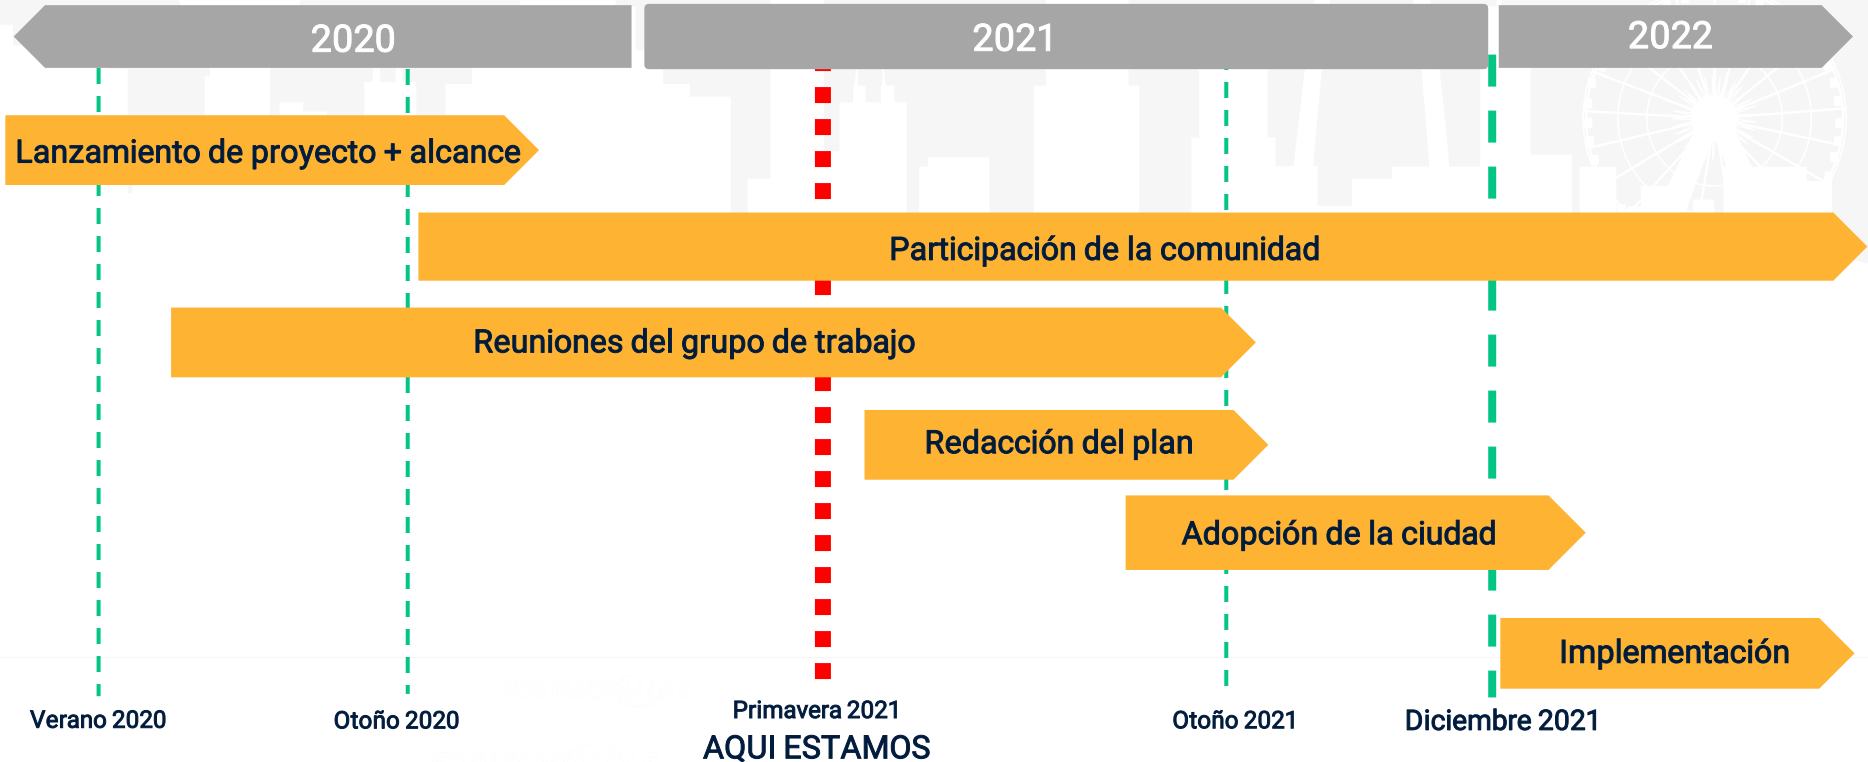 2020
2021
2022
Lanzamiento de proyecto + alcance
Participación de la comunidad
Reuniones del grupo de trabajo
Redacción del plan
Adopción de la ciudad
Implementación
Verano 2020
Otoño 2020
Primavera 2021
AQUI ESTAMOS
Otoño 2021
Diciembre 2021